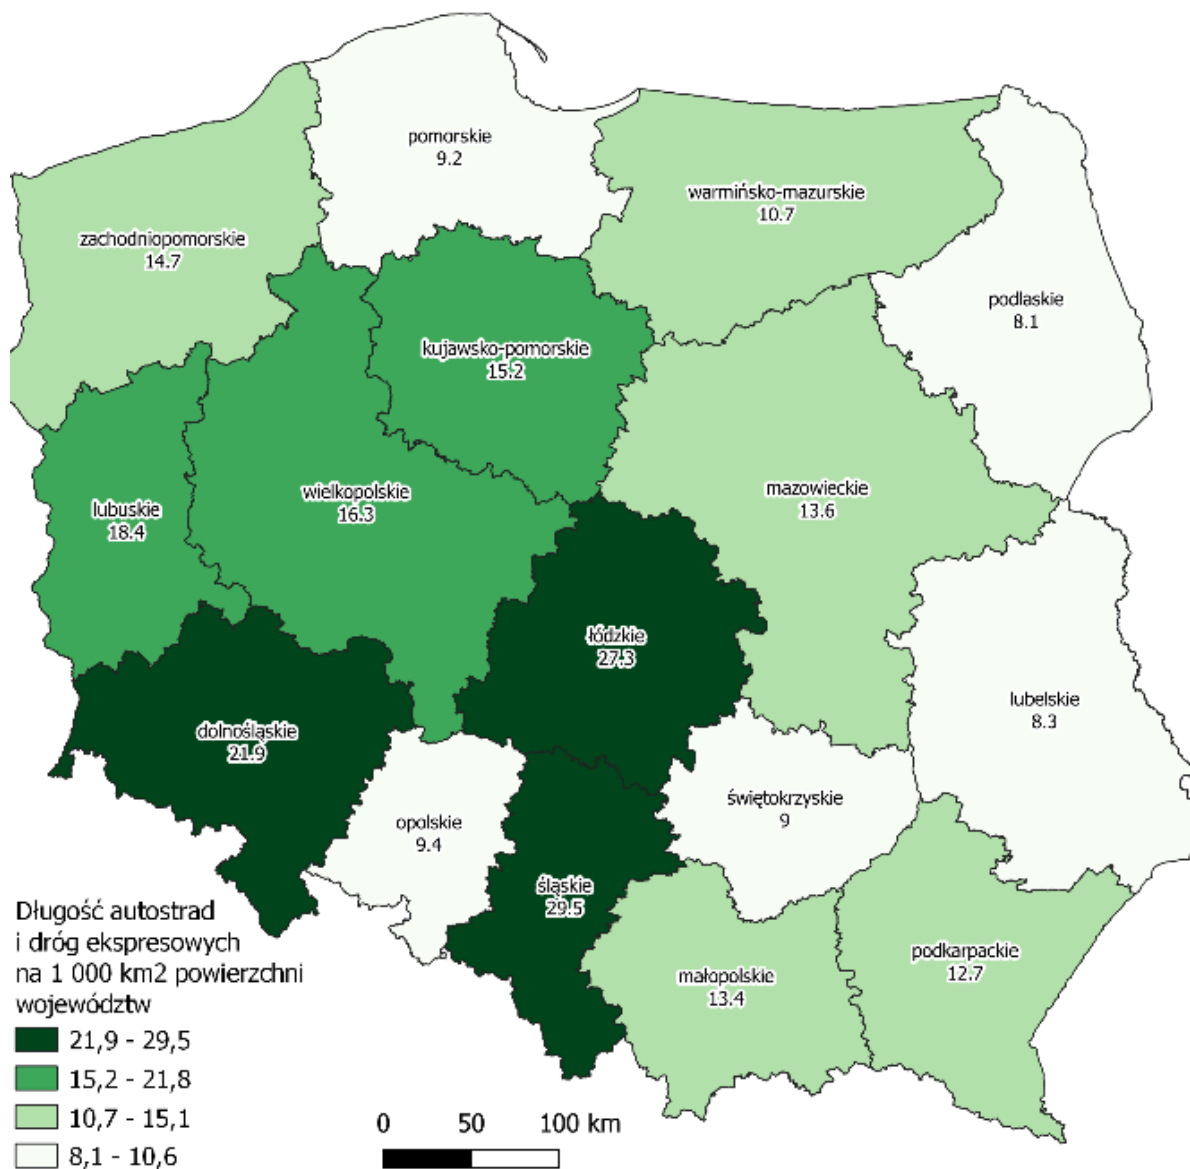 pomorskie
9.2
warmińsko-mazurskie
10.7
zachodniopomorskie
14.7
podlaskie
8.1
kujawsko-pomorskie
15.2
wielkopolskie
16.3
mazowieckie
13.6
lubuskie
18.4
łódzkie
27.3
lubelskie
8.3
dolnośląskie
21.9
świętokrzyskie
9
opolskie
9.4
śląskie
29.5
podkarpackie
12.7
małopolskie
13.4
Długość autostrad
i dróg ekspresowych
na 1 000 km2 powierzchni
województw
21,9 - 29,5
15,2 - 21,8
10,7 - 15,1
8,1 - 10,6
0 50 100 km